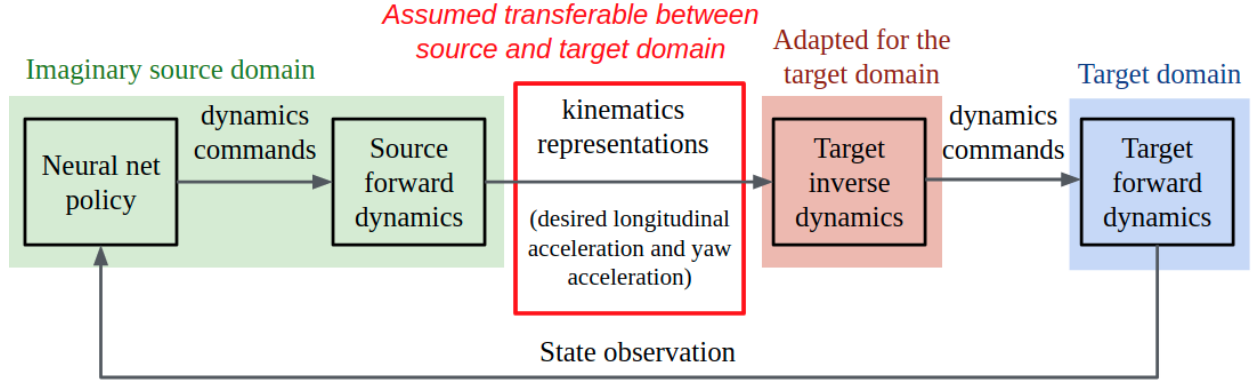 Assumed transferable between
source and target domain
Imaginary source domain
Adapted for the
target domain
Target domain
Neural net
policy
dynamics
commands
Source
forward
dynamics
kinematics
representations
(desired longitudinal
acceleration and yaw
acceleration)
Target
inverse
dynamics
dynamics
commands
Target
forward
dynamics
State observation